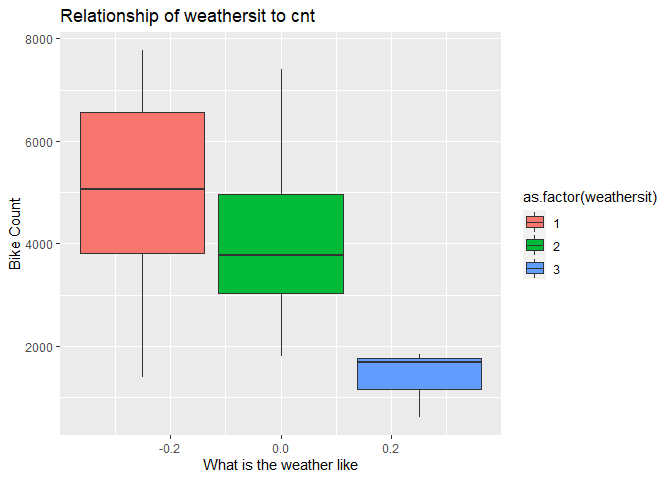 Relationship of weathersit to cnt
8000
6000
4000
2000
Bike Count
-0.2
0.0
0.2
What is the weather like
as.factor(weathersit)
1
2
3